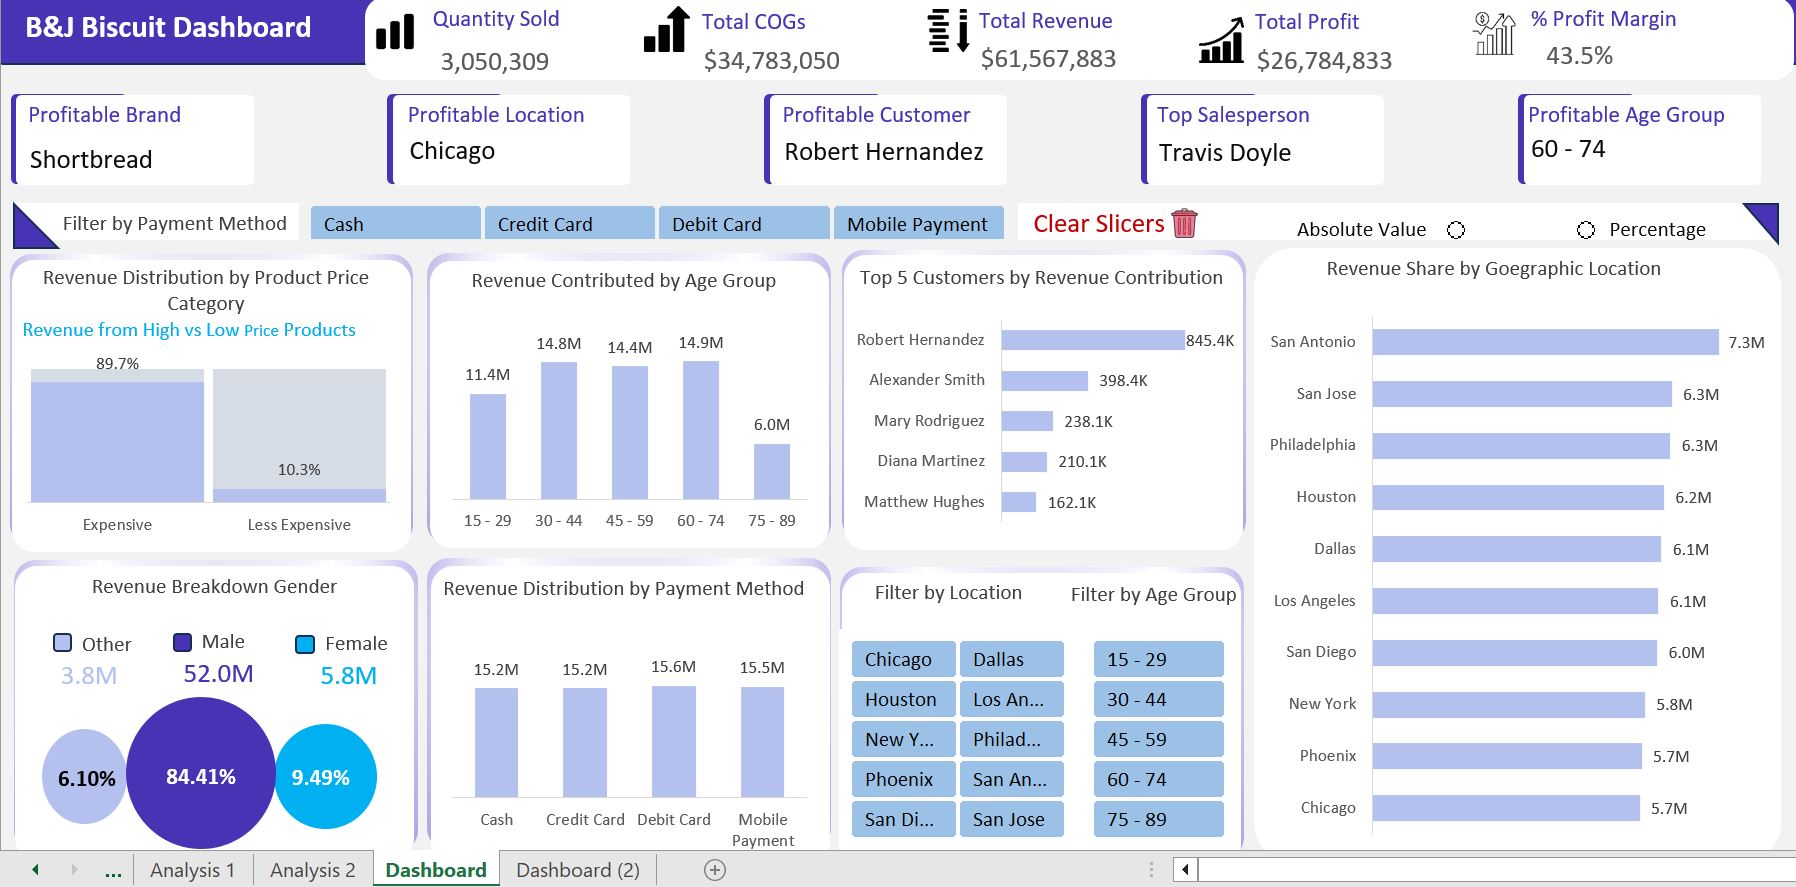 B&J Biscuit Dashboard
Quantity Sold
3,050,309
Total COGs
$34,783,050
Total Revenue
$61,567,883
Total Profit
$26,784,833
% Profit Margin
43.5%
Profitable Brand
Shortbread
Profitable Location
Chicago
Profitable Customer
Robert Hernandez
Top Salesperson
Travis Doyle
Profitable Age Group
60 - 74
Filter by Payment Method
Cash
Credit Card
Debit Card
Mobile Payment
Clear Slicers
Absolute Value
Percentage
Revenue Distribution by Product Price
Category
Revenue from High vs Low Price Products
89.7%
10.3%
Expensive
Less Expensive
Revenue Contributed by Age Group
11.4M
14.8M
14.4M
14.9M
6.0M
15 - 29
30 - 44
45 - 59
60 - 74
75 - 89
Top 5 Customers by Revenue Contribution
Robert Hernandez
845.4K
Alexander Smith
398.4K
Mary Rodriguez
238.1K
Diana Martinez
210.1K
Matthew Hughes
162.1K
Revenue Share by Goegraphic Location
San Antonio
7.3M
San Jose
6.3M
Philadelphia
6.3M
Houston
6.2M
Dallas
6.1M
Los Angeles
6.1M
San Diego
6.0M
New York
5.8M
Phoenix
5.7M
Chicago
5.7M
Revenue Breakdown Gender
Other
Male
Female
3.8M
52.0M
5.8M
6.10%
84.41%
9.49%
Revenue Distribution by Payment Method
15.2M
15.2M
15.6M
15.5M
Cash
Credit Card
Debit Card
Mobile
Payment
Filter by Location
Chicago
Dallas
Houston
Los An...
New Y...
Philad...
Phoenix
San An...
San Di...
San Jose
Filter by Age Group
15 - 29
30 - 44
45 - 59
60 - 74
75 - 89
...
Analysis 1
Analysis 2
Dashboard
Dashboard (2)